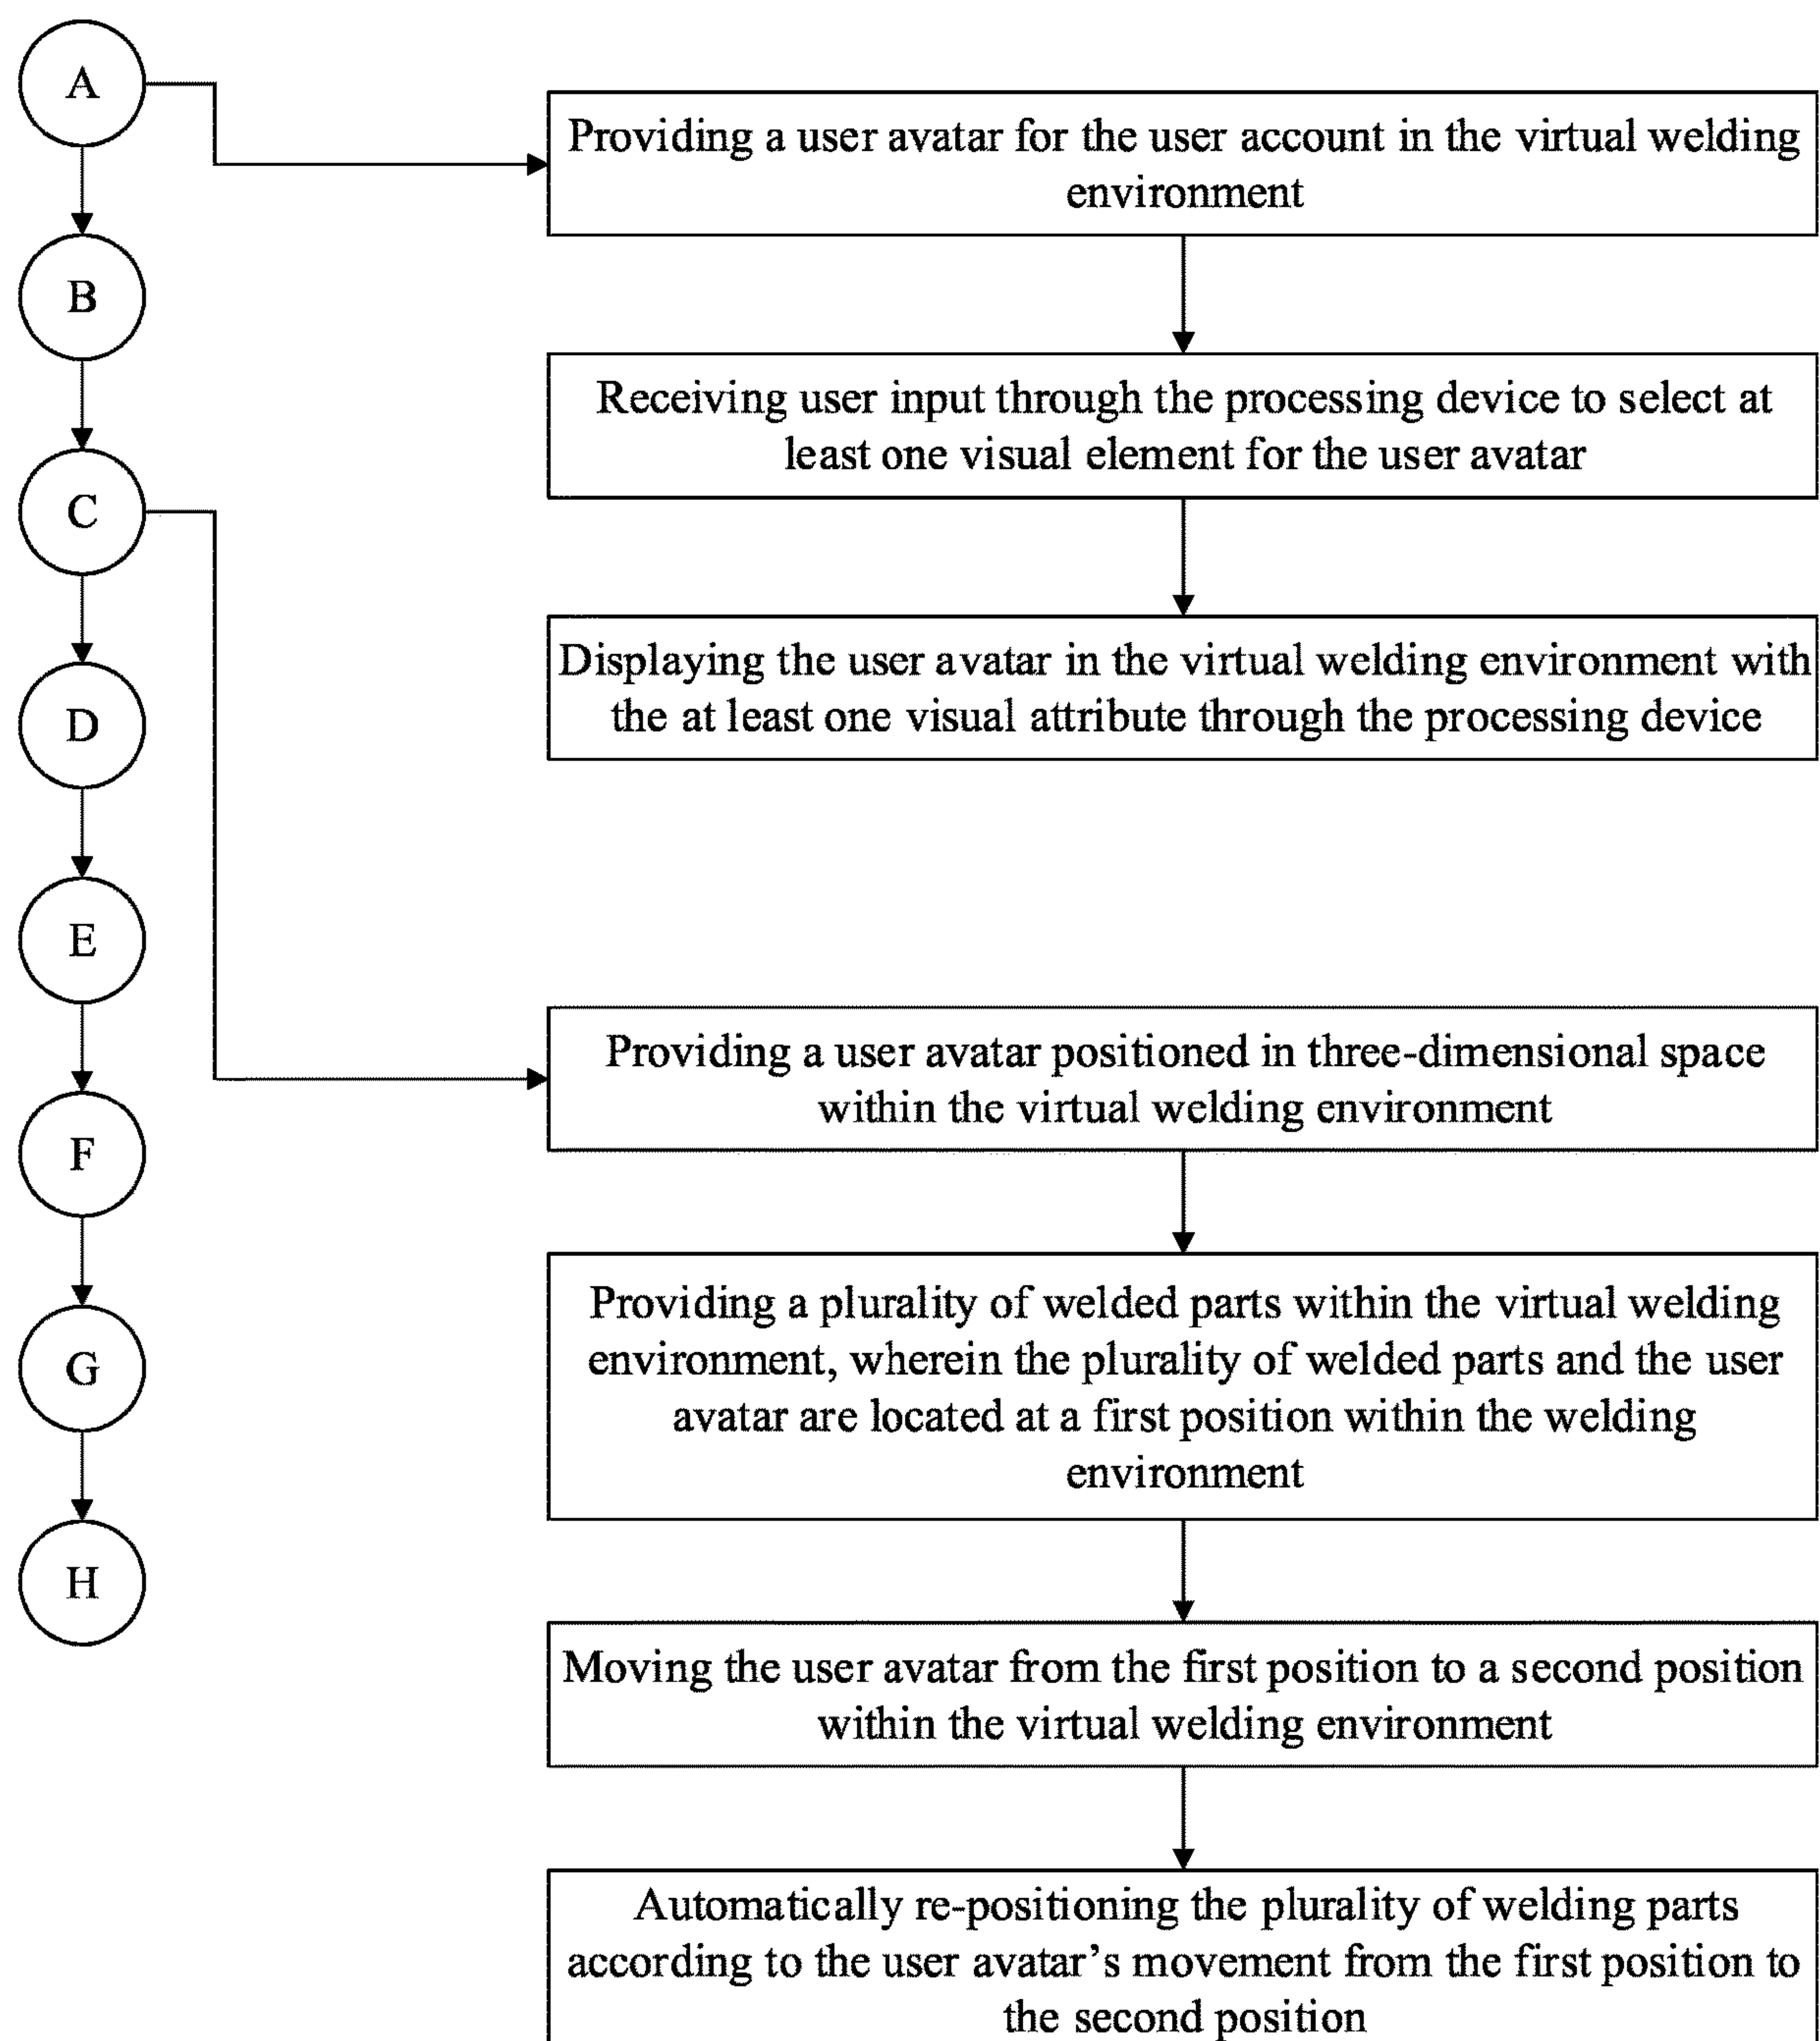 A
B
C
D
E
F
G
H
Providing a user avatar for the user account in the virtual welding
environment
Receiving user input through the processing device to select at
least one visual element for the user avatar
Displaying the user avatar in the virtual welding environment with
the at least one visual attribute through the processing device
Providing a user avatar positioned in three-dimensional space
within the virtual welding environment
Providing a plurality of welded parts within the virtual welding
environment, wherein the plurality of welded parts and the user
avatar are located at a first position within the welding
environment
Moving the user avatar from the first position to a second position
within the virtual welding environment
Automatically re-positioning the plurality of welding parts
according to the user avatar’s movement from the first position to
the second position